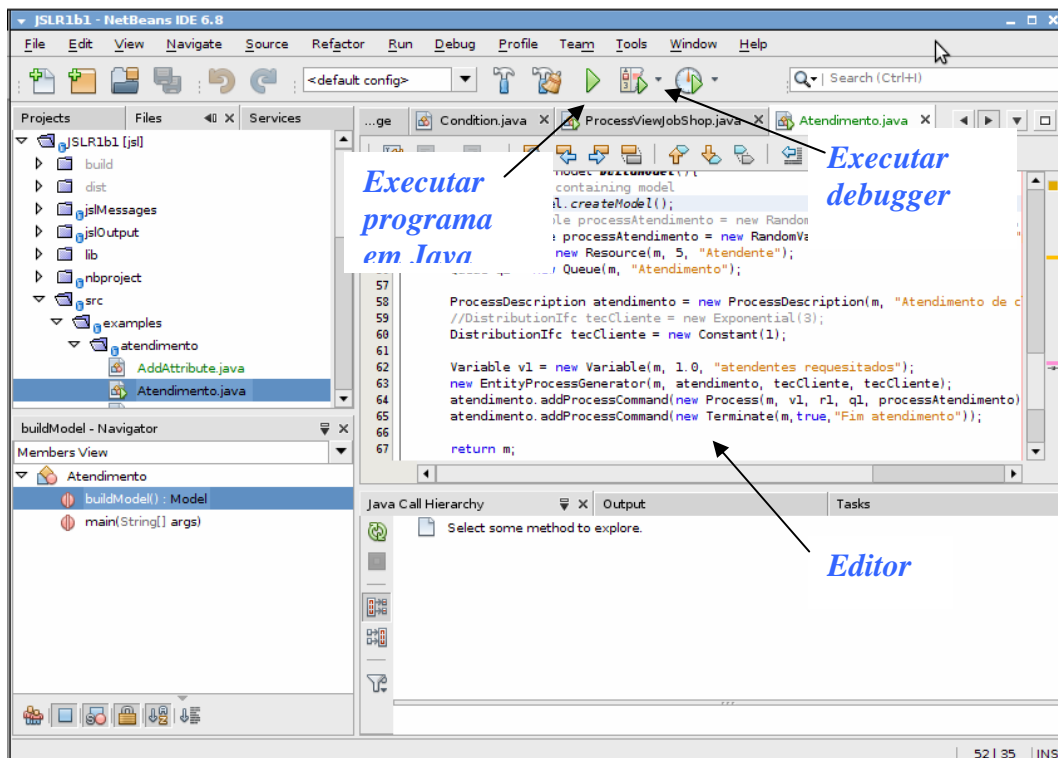 JSLR1b1 - NetBeans IDE 6.8
File Edit View Navigate Source Refactor Run Debug Profile Team Tools Window Help
<default config>
Search (Ctrl+I)
Projects Files Services
JSLR1b1 [jsl]
build
dist
jslMessages
jslOutput
lib
nbproject
src
examples
atendimento
AddAttribute.java
Atendimento.java
...ge Condition.java ProcessViewJobShop.java Atendimento.java
Executar
programa
em Java
Executar
debugger
buildModel(){
containing model
.createModel();
processAtendimento = new Random
processAtendimento = new RandomVa
new Resource(m, 5, "Atendente");
Queue(m, "Atendimento");
57
58 ProcessDescription atendimento = new ProcessDescription(m, "Atendimento de c
59 //DistributionIfc tecCliente = new Exponential(3);
60 DistributionIfc tecCliente = new Constant(1);
61
62 Variable v1 = new Variable(m, 1.0, "atendentes requesitados");
63 new EntityProcessGenerator(m, atendimento, tecCliente, tecCliente);
64 atendimento.addProcessCommand(new Process(m, v1, r1, q1, processAtendimento)
65 atendimento.addProcessCommand(new Terminate(m,true,"Fim atendimento"));
66
67 return m;
buildModel - Navigator
Members View
Atendimento
buildModel() : Model
main(String[] args)
Java Call Hierarchy Output Tasks
Select some method to explore.
Editor
52|35 INS